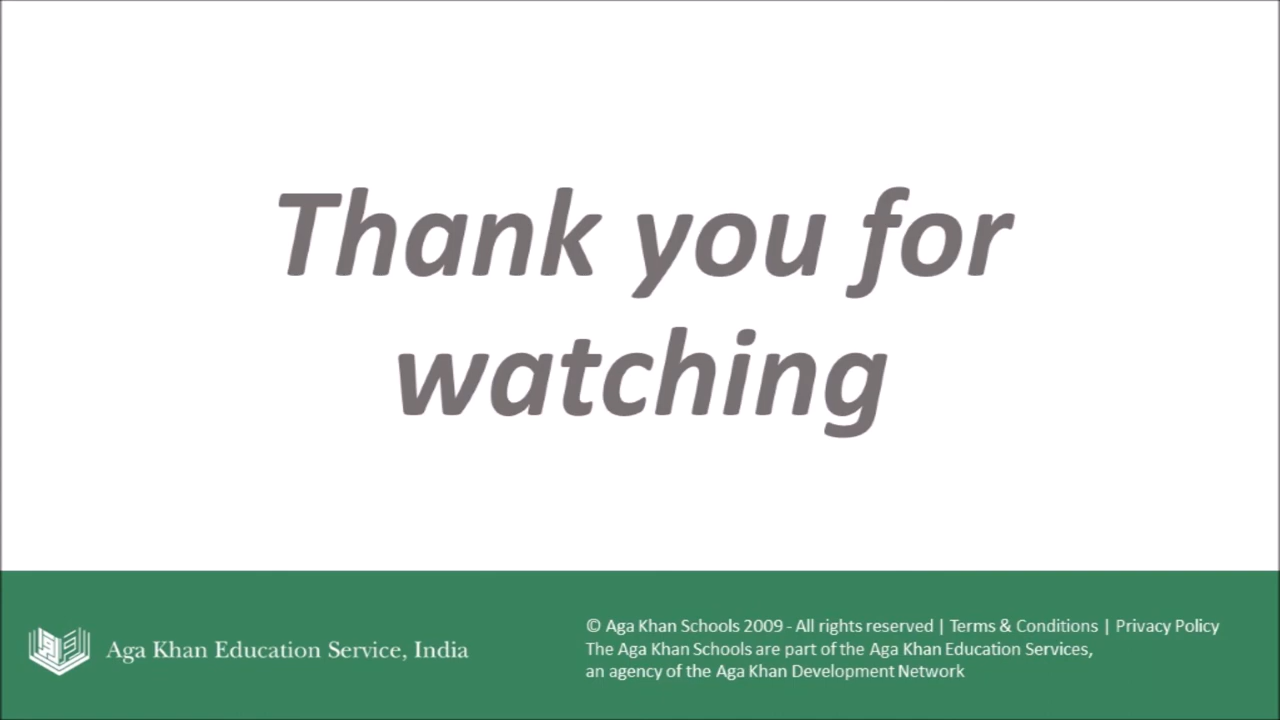 Thank you for
watching
Aga Khan Education Service, India
© Aga Khan Schools 2009 - All rights reserved | Terms & Conditions | Privacy Policy
The Aga Khan Schools are part of the Aga Khan Education Services,
an agency of the Aga Khan Development Network